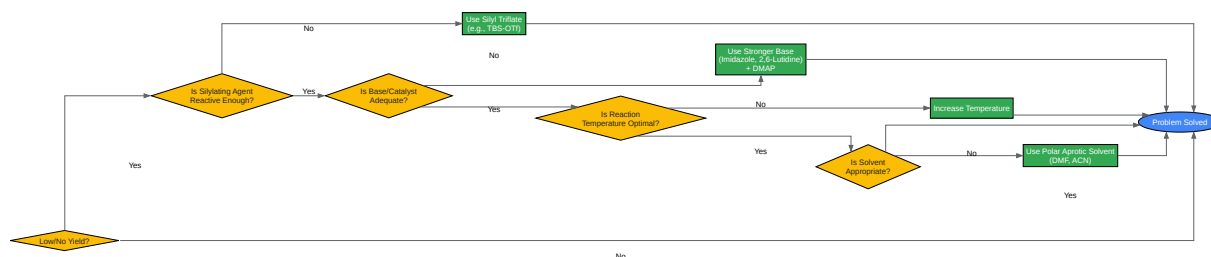 Use Silyl Triflate
(e.g., TBS-OTf)
No
No
Use Stronger Base
(Imidazole, 2,6-Lutidine)
+ DMAP
Is Silylating Agent
Reactive Enough?
Yes
Is Base/Catalyst
Adequate?
Yes
Is Reaction
Temperature Optimal?
No
Increase Temperature
Problem Solved
Yes
Yes
Is Solvent
Appropriate?
No
Use Polar Aprotic Solvent
(DMF, ACN)
Yes
Low/No Yield?
No